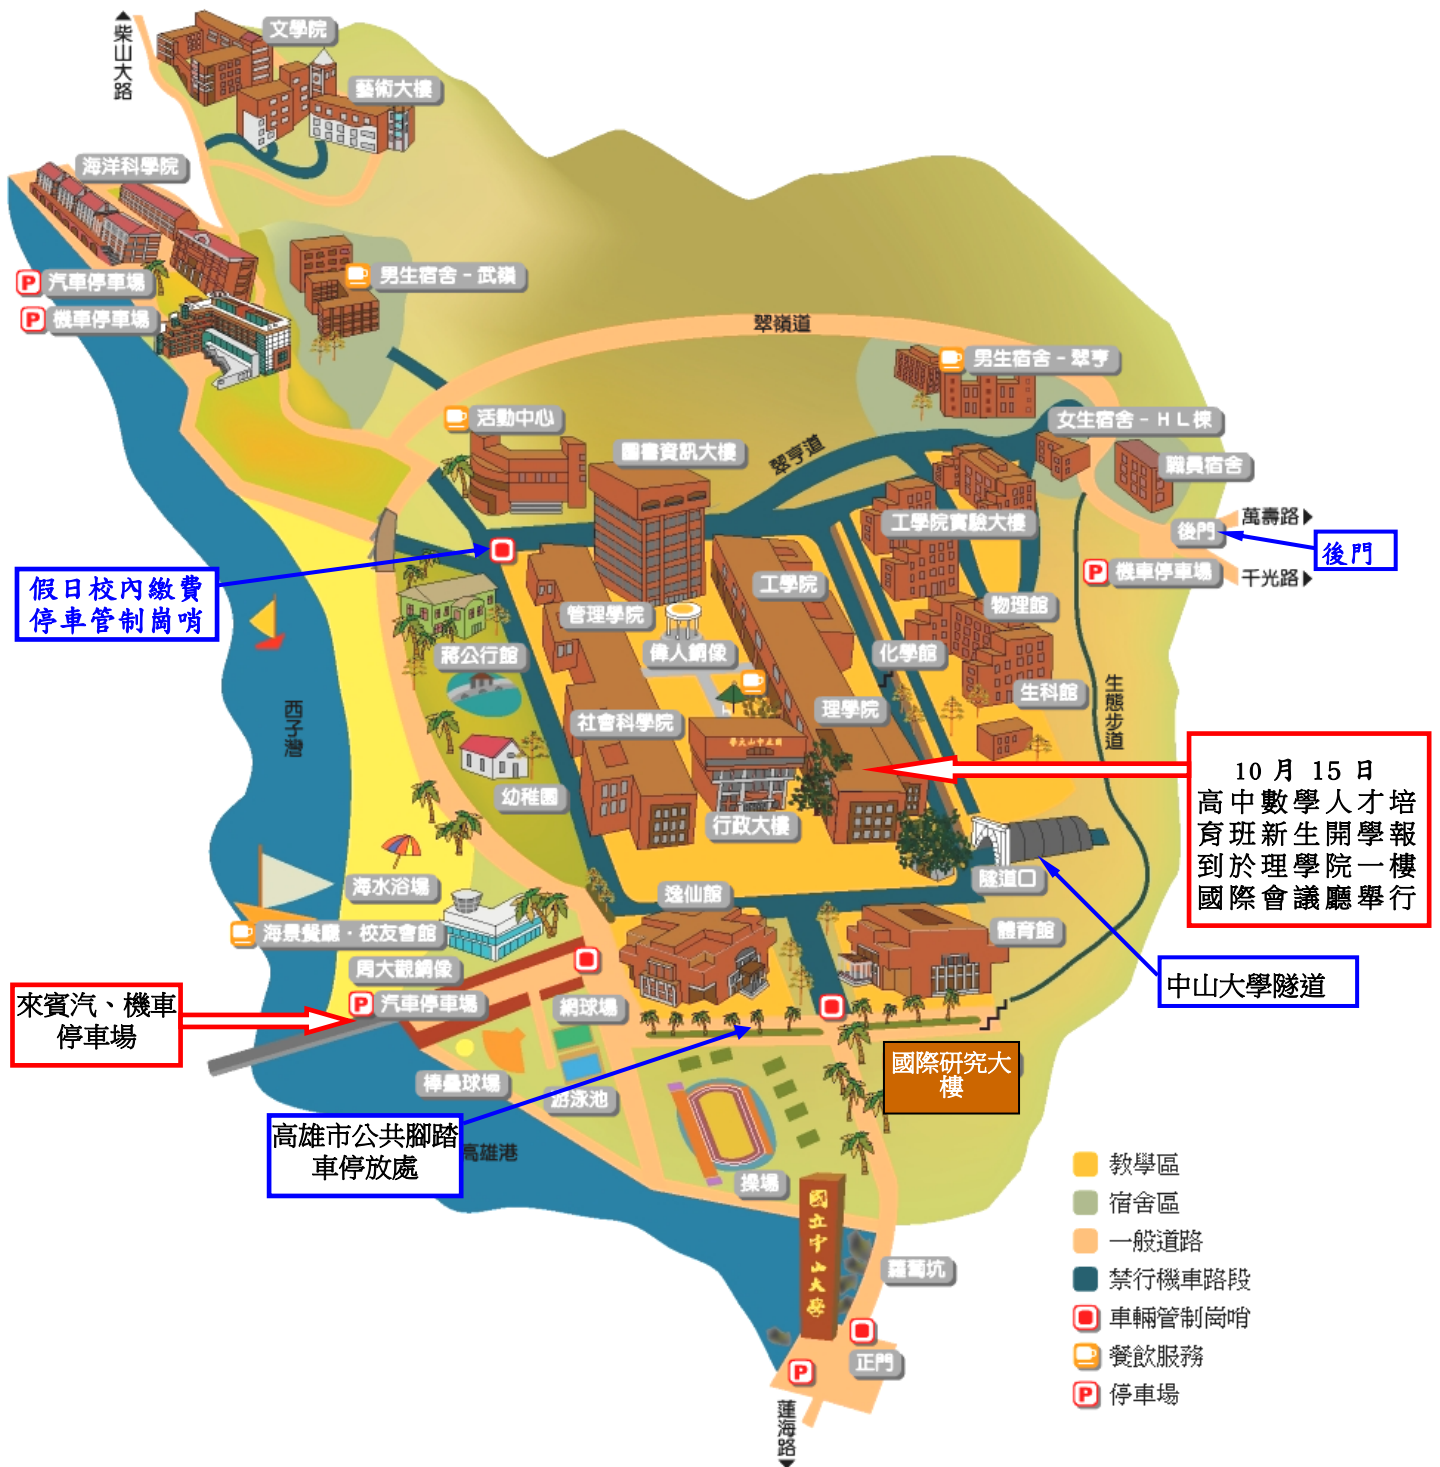 柴山大路
文學院
藝術大樓
海洋科學院
汽車停車場
機車停車場
男生宿舍－武嶺
翠嶺道
男生宿舍－翠亨
活動中心
圖書資訊大樓
翠亨道
女生宿舍－ＨＬ棟
職員宿舍
工學院實驗大樓
萬壽路
後門
後門
機車停車場
千光路
假日校內繳費
停車管制崗哨
工學院
管理學院
物理館
偉人銅像
化學館
蔣公行館
生科館
生態步道
西子灣
社會科學院
理學院
國立中山大學
幼稚園
行政大樓
10 月 15 日
高中數學人才培
育班新生開學報
到於理學院一樓
國際會議廳舉行
隧道口
海水浴場
逸仙館
體育館
海景餐廳．校友會館
周大觀銅像
汽車停車場
來賓汽、機車
停車場
網球場
中山大學隧道
國際研究大
樓
棒壘球場
游泳池
高雄市公共腳踏
車停放處
高雄港
操場
國立中山大學
蘿蔔坑
正門
蓮海路
教學區
宿舍區
一般道路
禁行機車路段
車輛管制崗哨
餐飲服務
P 停車場